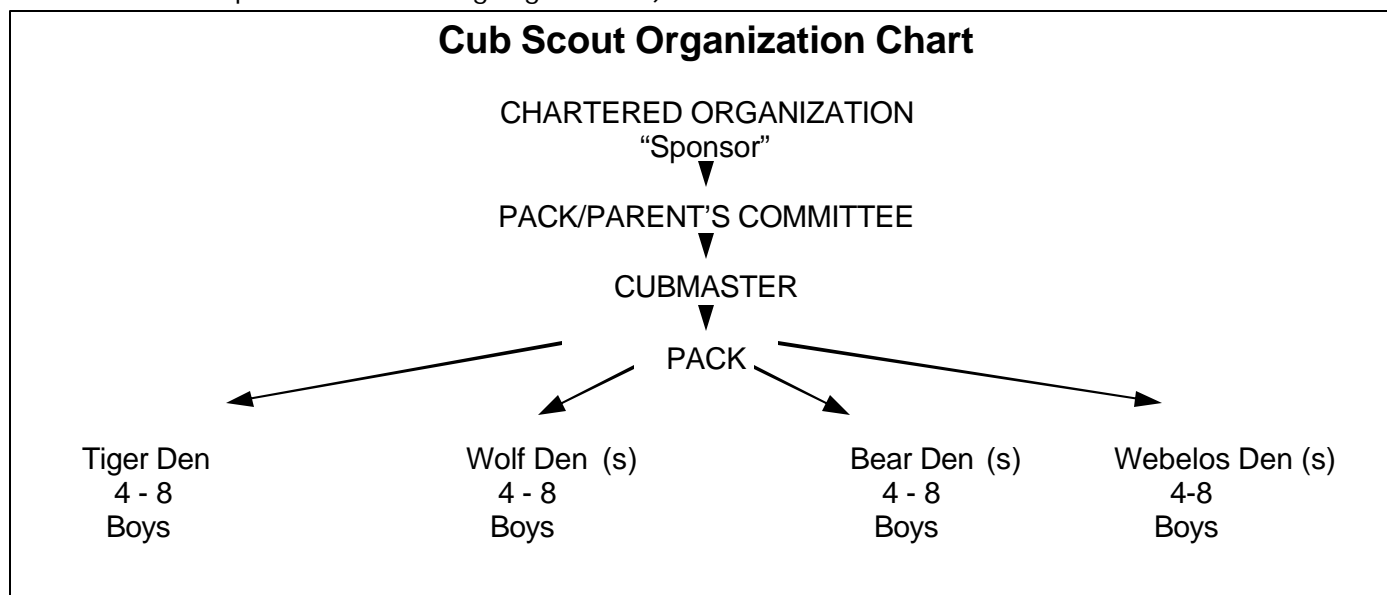 Cub Scout Organization Chart
CHARTERED ORGANIZATION
“Sponsor”
PACK/PARENT’S COMMITTEE
CUBMASTER
PACK
Tiger Den
4 - 8
Boys
Wolf Den (s)
4 - 8
Boys
Bear Den (s)
4 - 8
Boys
Webelos Den (s)
4-8
Boys